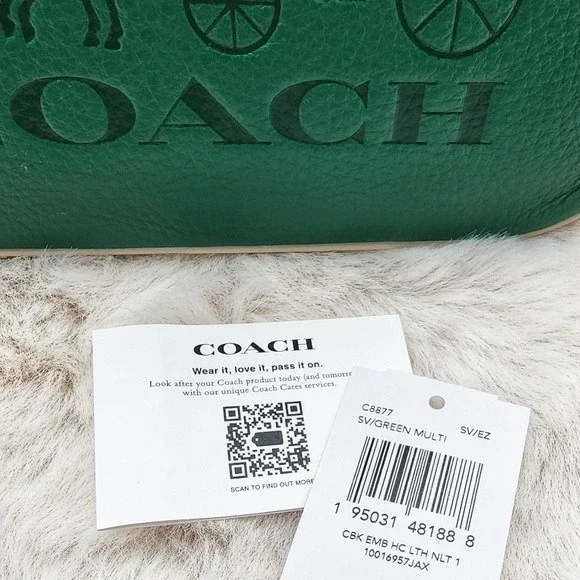 COACH
COACH
Wear it, love it, pass it on.
Look after your Coach product today (and tomorro
with our unique Coach Cares services.
SCAN TO FIND OUT MORE
C8877
SV/GREEN MULTI SV/EZ
1 95031 48188 8
CBK EMB HC LTH NLT 1
10016957JAX